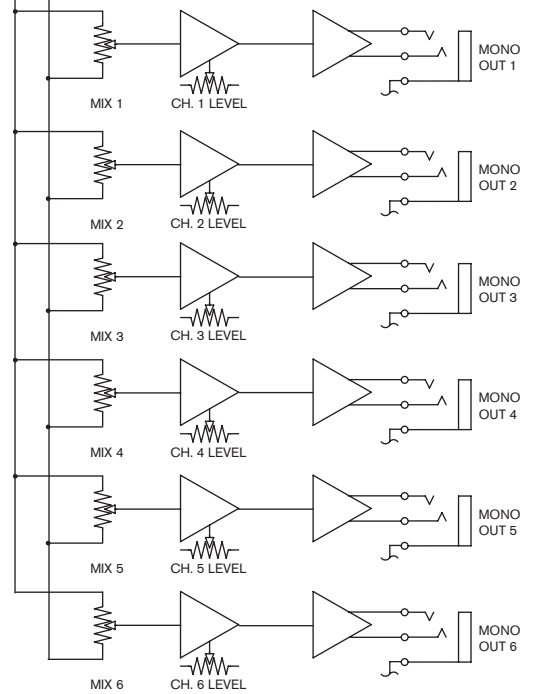 MONO
OUT 1
MIX 1
CH. 1 LEVEL
MONO
OUT 2
MIX 2
CH. 2 LEVEL
MONO
OUT 3
MIX 3
CH. 3 LEVEL
MONO
OUT 4
MIX 4
CH. 4 LEVEL
MONO
OUT 5
MIX 5
CH. 5 LEVEL
MONO
OUT 6
MIX 6
CH. 6 LEVEL